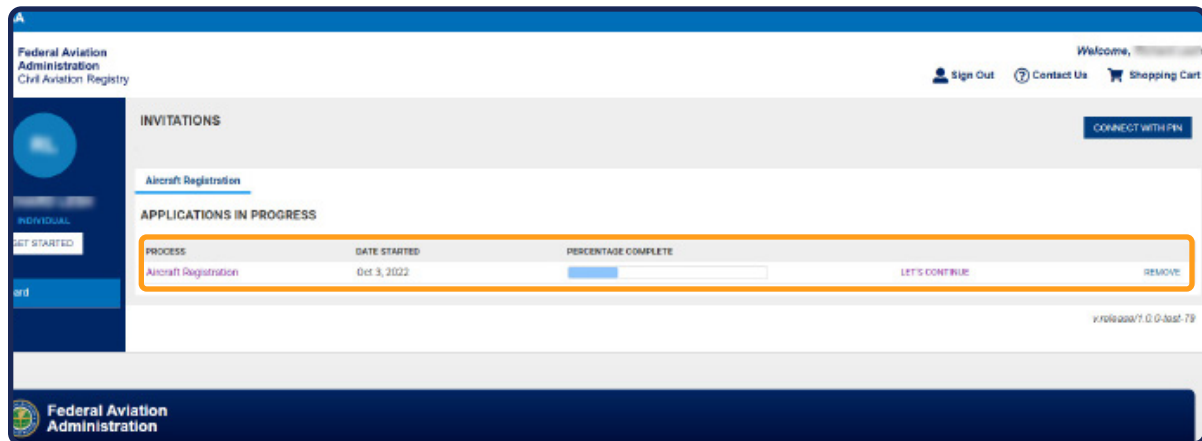 AA
Federal Aviation
Administration
Civil Aviation Registry
Welcome,
Sign Out
Contact Us
Shopping Cart
INVITATIONS
CONNECT WITH PIN
INDIVIDUAL
GET STARTED
ard
Aircraft Registration
APPLICATIONS IN PROGRESS
PROCESS DATE STARTED PERCENTAGE COMPLETE
Aircraft Registration Oct 3, 2022 LET'S CONTINUE REMOVE
v.release/1.0.0-test-79
Federal Aviation
Administration